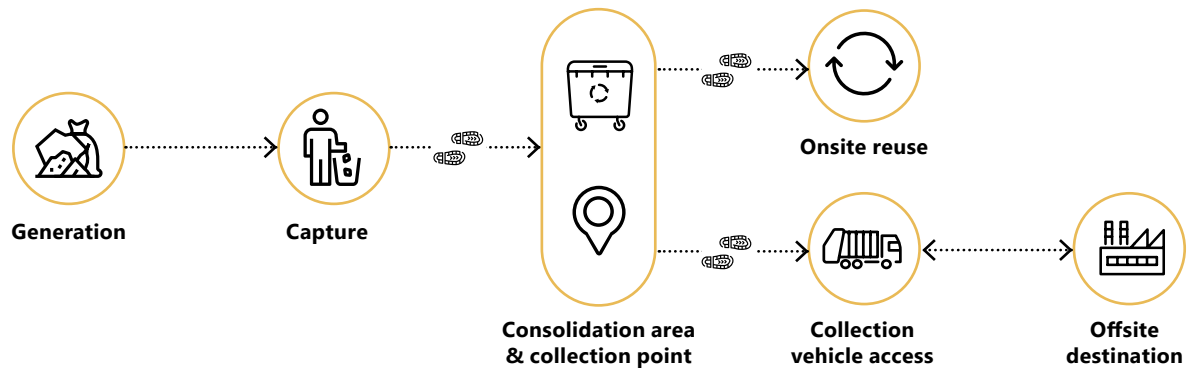 Generation
Capture
Consolidation area
& collection point
Onsite reuse
Collection
vehicle access
Offsite
destination